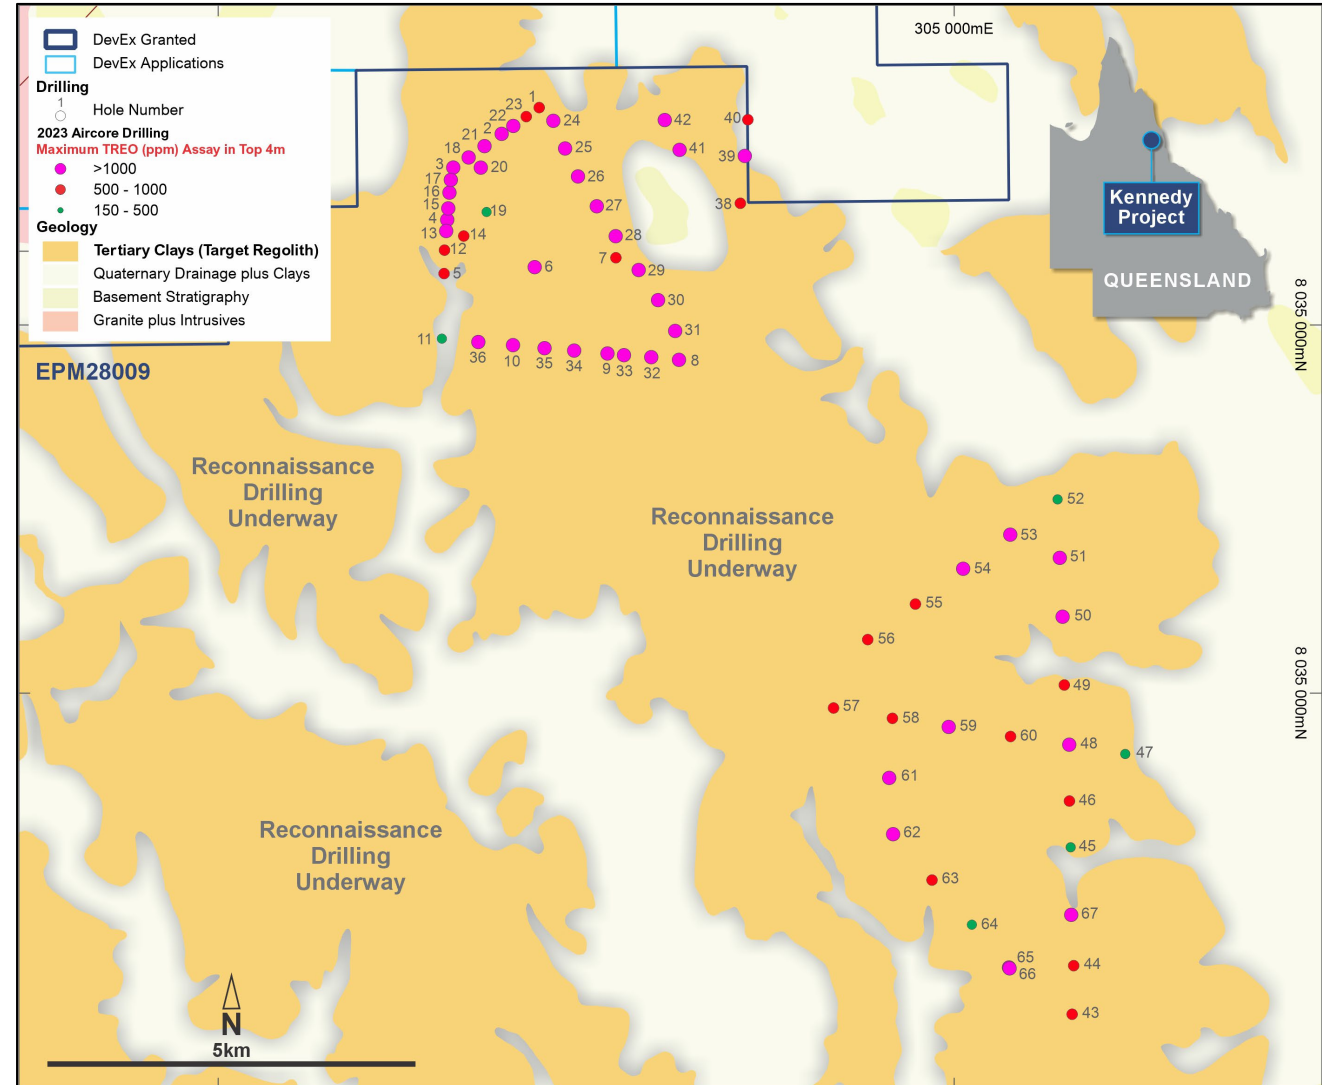 DevEx Granted
DevEx Applications
Drilling
1
Hole Number
2023 Aircore Drilling
Maximum TREO (ppm) Assay in Top 4m
>1000
500 - 1000
150 - 500
Geology
Tertiary Clays (Target Regolith)
Quaternary Drainage plus Clays
Basement Stratigraphy
Granite plus Intrusives
EPM28009
305 000mE
Kennedy
Project
QUEENSLAND
8 035 000mN
8 035 000mN
1
23
22
2
21
18
3
17
16
15
4
13
12
5
14
19
20
24
25
26
27
28
7
29
6
30
31
42
41
40
39
38
11
36
10
35
34
9
33
32
8
Reconnaissance
Drilling
Underway
Reconnaissance
Drilling
Underway
Reconnaissance
Drilling
Underway
52
53
51
54
50
55
56
49
57
58
59
60
48
47
61
46
62
45
63
67
64
65
66
44
43
N
5km